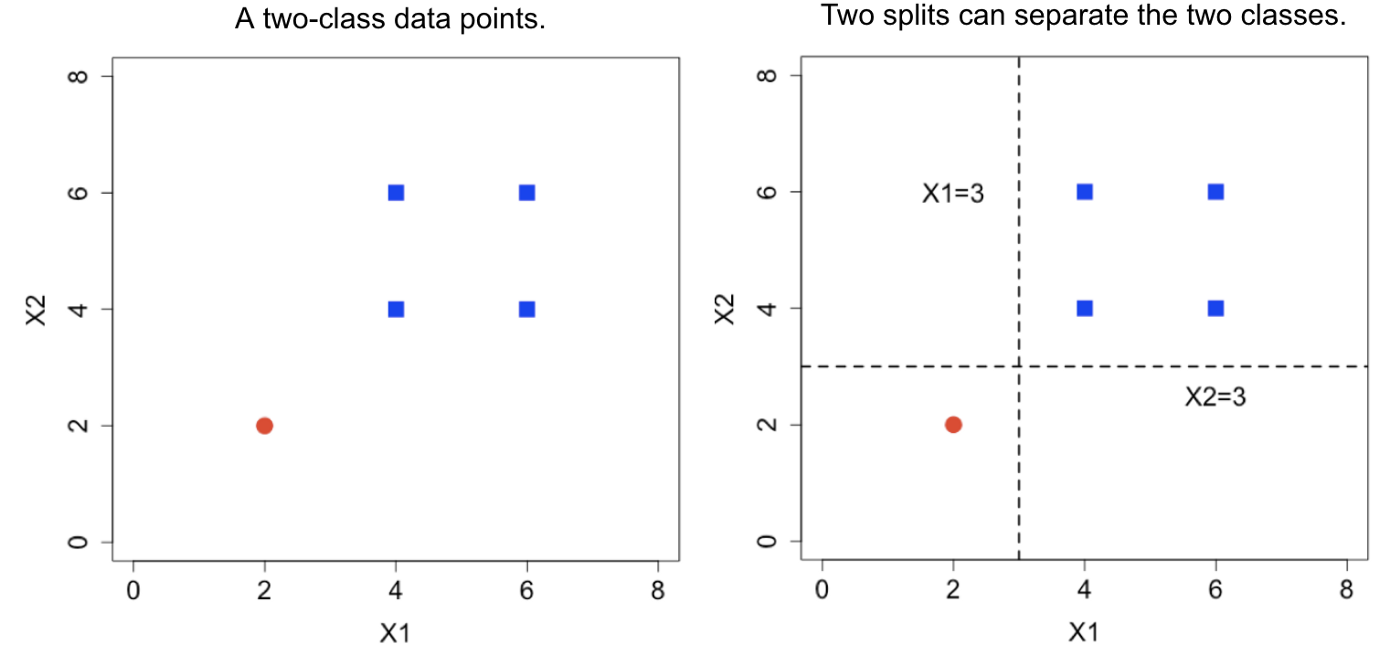 A two-class data points.
8
6
4
2
0
X2
0 2 4 6 8
X1
Two splits can separate the two classes.
8
6
4
2
0
X2
X1=3
X2=3
0 2 4 6 8
X1